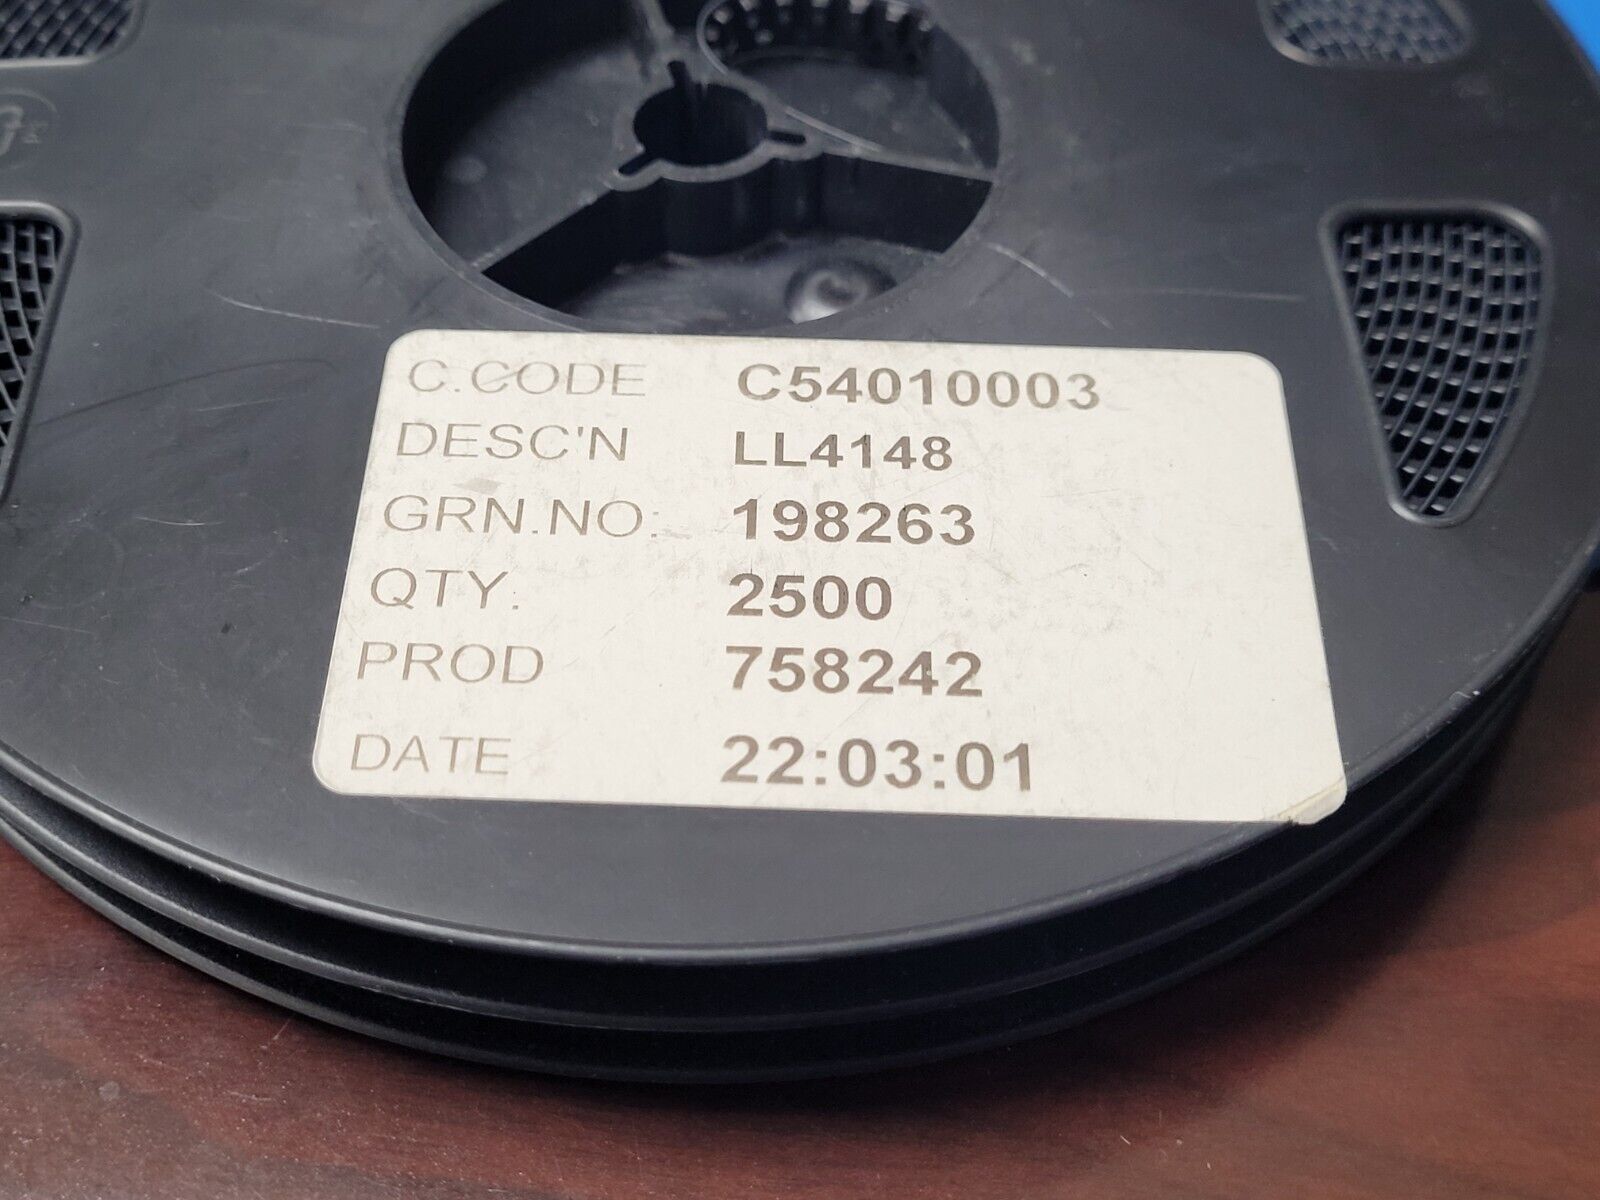 C.CODE C54010003
DESC'N LL4148
GRN.NO: 198263
QTY. 2500
PROD 758242
DATE 22:03:01